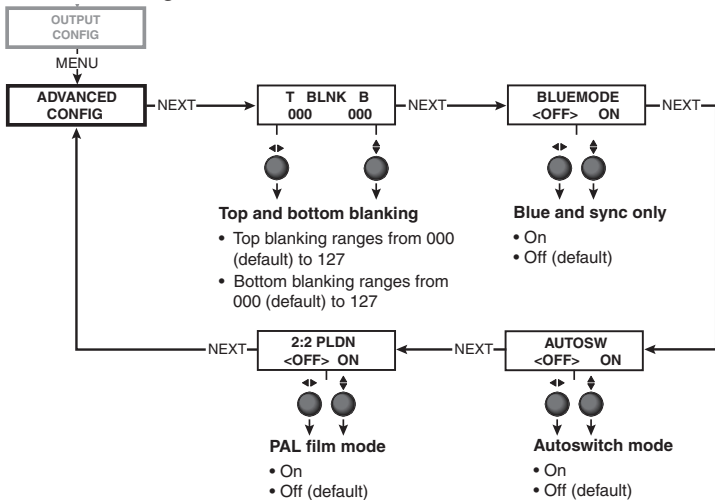 OUTPUT
CONFIG
MENU
ADVANCED
CONFIG
NEXT
T BLNK B
000 000
NEXT
BLUEMODE
<OFF> ON
NEXT
Top and bottom blanking
• Top blanking ranges from 000
(default) to 127
• Bottom blanking ranges from
000 (default) to 127
Blue and sync only
• On
• Off (default)
NEXT
2:2 PLDN
<OFF> ON
NEXT
AUTOSW
<OFF> ON
PAL film mode
• On
• Off (default)
Autoswitch mode
• On
• Off (default)